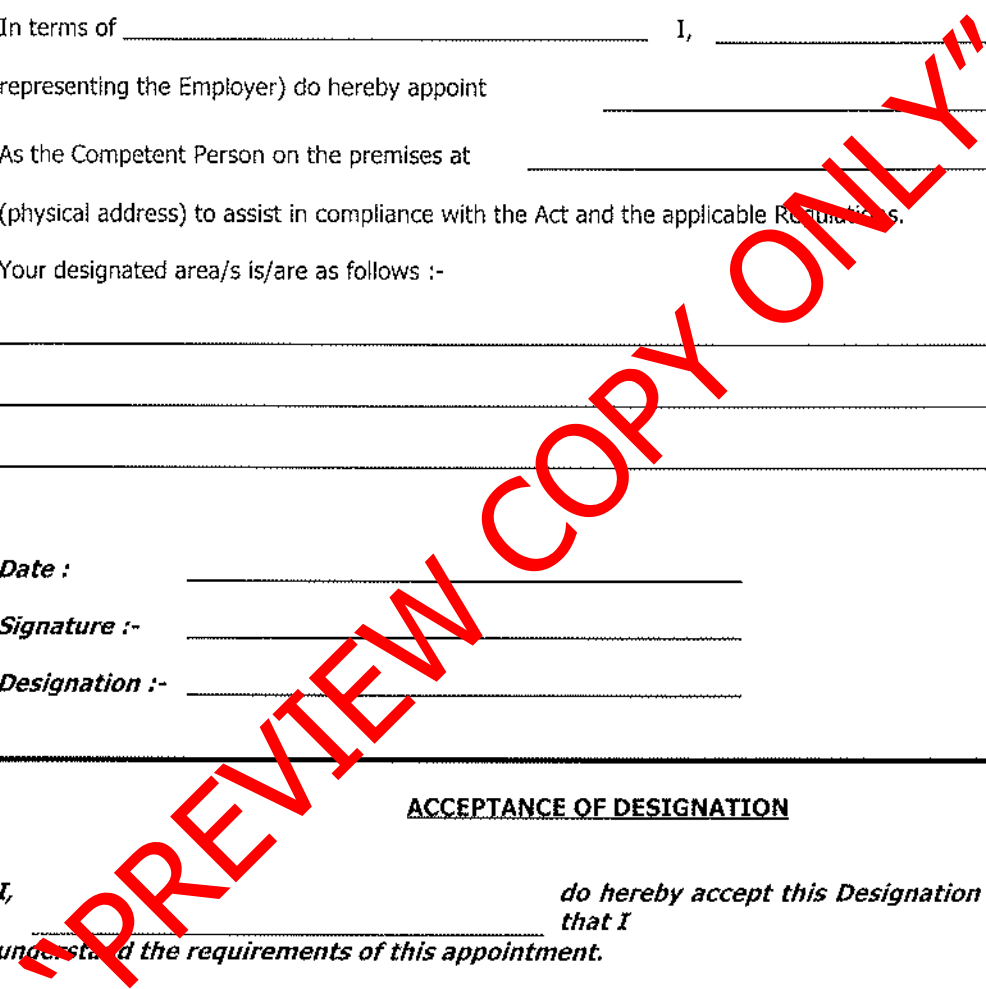 In terms of I,
representing the Employer) do hereby appoint
As the Competent Person on the premises at
(physical address) to assist in compliance with the Act and the applicable Regulations.
Your designated area/s is/are as follows :-
Date :
Signature :-
Designation :-
ACCEPTANCE OF DESIGNATION
I, do hereby accept this Designation
that I
understand the requirements of this appointment.
"PREVIEW COPY ONLY"